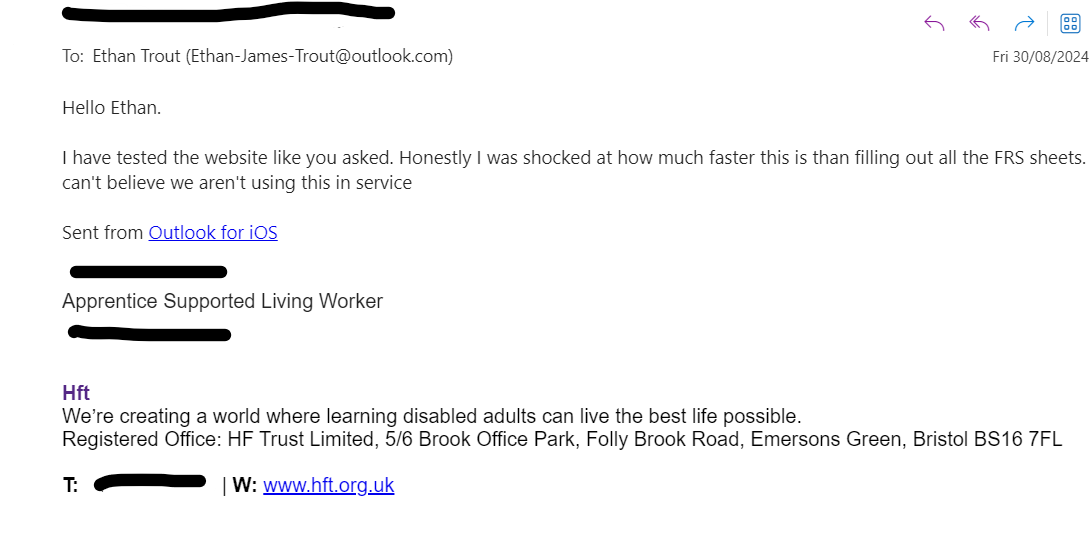 To: Ethan Trout (Ethan-James-Trout@outlook.com)
Fri 30/08/2024
Hello Ethan.
I have tested the website like you asked. Honestly I was shocked at how much faster this is than filling out all the FRS sheets.
can't believe we aren't using this in service
Sent from Outlook for iOS
Apprentice Supported Living Worker
Hft
We’re creating a world where learning disabled adults can live the best life possible.
Registered Office: HF Trust Limited, 5/6 Brook Office Park, Folly Brook Road, Emersons Green, Bristol BS16 7FL
T: | W: www.hft.org.uk